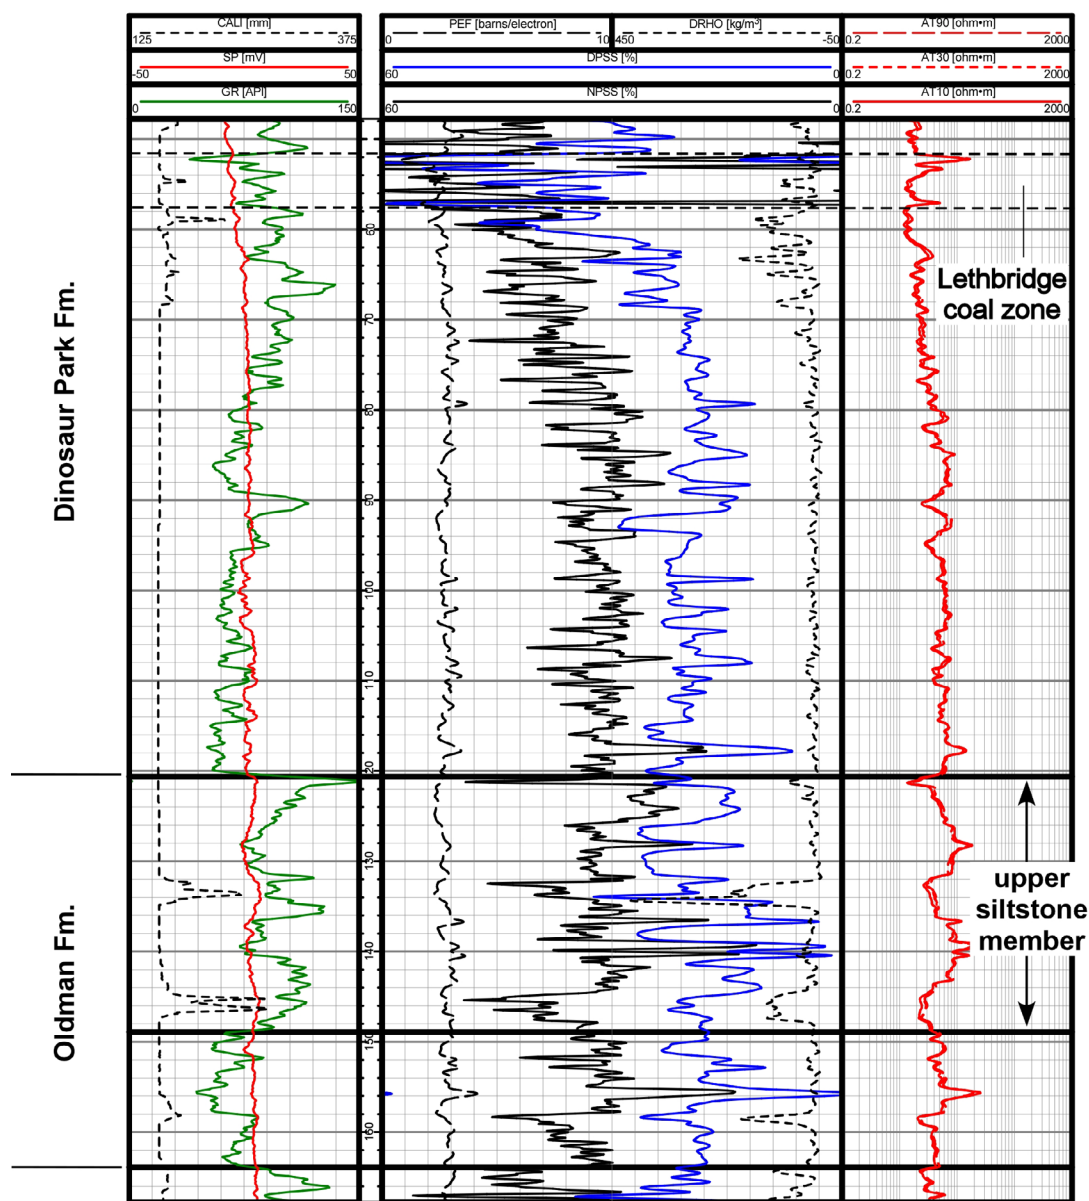 CALI [mm]
125 375
SP [mV]
-50 50
GR [API]
0 150
PEF [barns/electron] DRHO [kg/m³]
0 10 450 -50
DPSS [%]
60 0
NPSS [%]
60 0
AT90 [ohm•m]
0.2 2000
AT30 [ohm•m]
0.2 2000
AT10 [ohm•m]
0.2 2000
60
70
80
90
100
110
120
130
140
150
160
Dinosaur Park Fm.
Oldman Fm.
Lethbridge
coal zone
upper
siltstone
member